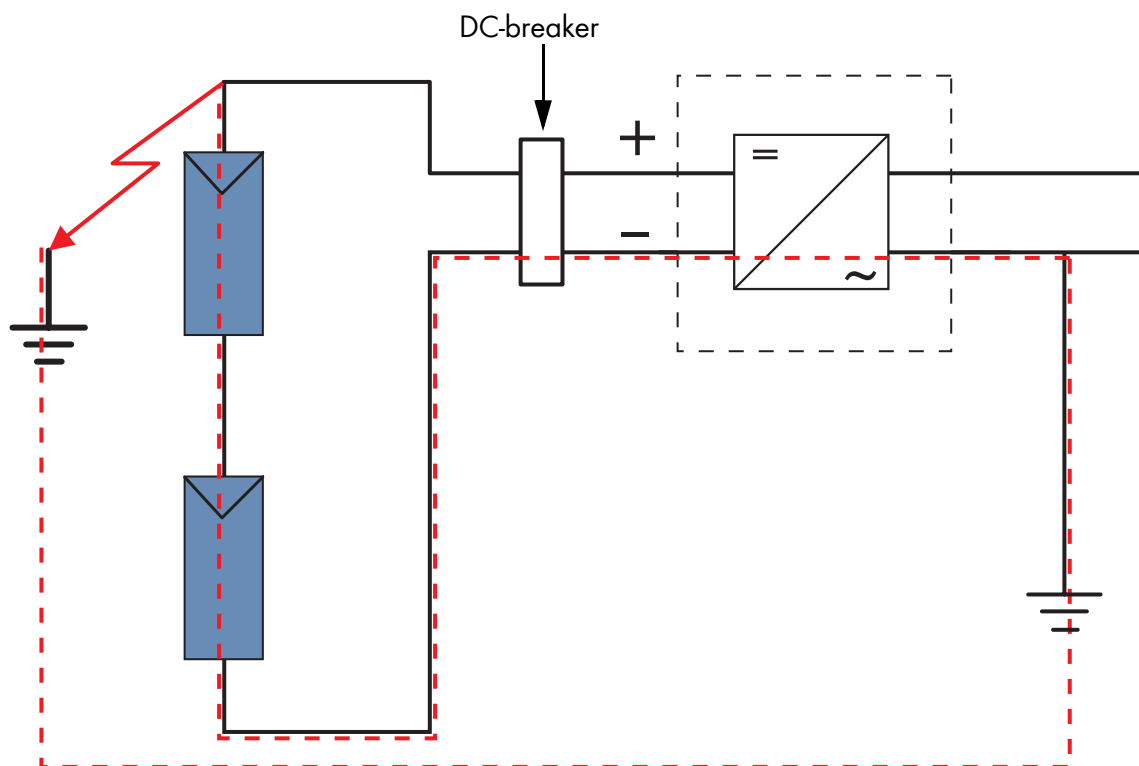 DC-breaker
+
−
=
~